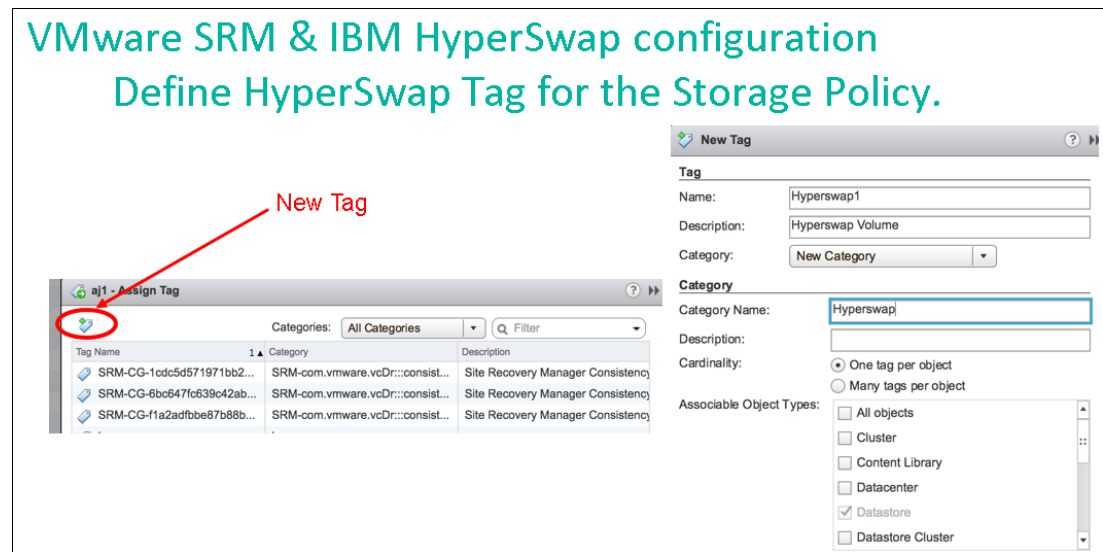 VMware SRM & IBM HyperSwap configuration
Define HyperSwap Tag for the Storage Policy.
New Tag
aj1 - Assign Tag
Categories: All Categories Filter
Tag Name 1 Category Description
SRM-CG-1cdc5d571971bb2... SRM-com.vmware.vcDr:::consist... Site Recovery Manager Consistency
SRM-CG-6bc647fc639c42ab... SRM-com.vmware.vcDr:::consist... Site Recovery Manager Consistency
SRM-CG-f1a2adfbbe87b88b... SRM-com.vmware.vcDr:::consist... Site Recovery Manager Consistency
New Tag ?
Tag
Name: Hyperswap1
Description: Hyperswap Volume
Category: New Category
Category
Category Name: Hyperswap
Description:
Cardinality: One tag per object
Many tags per object
Associable Object Types: All objects
Cluster
Content Library
Datacenter
Datastore
Datastore Cluster